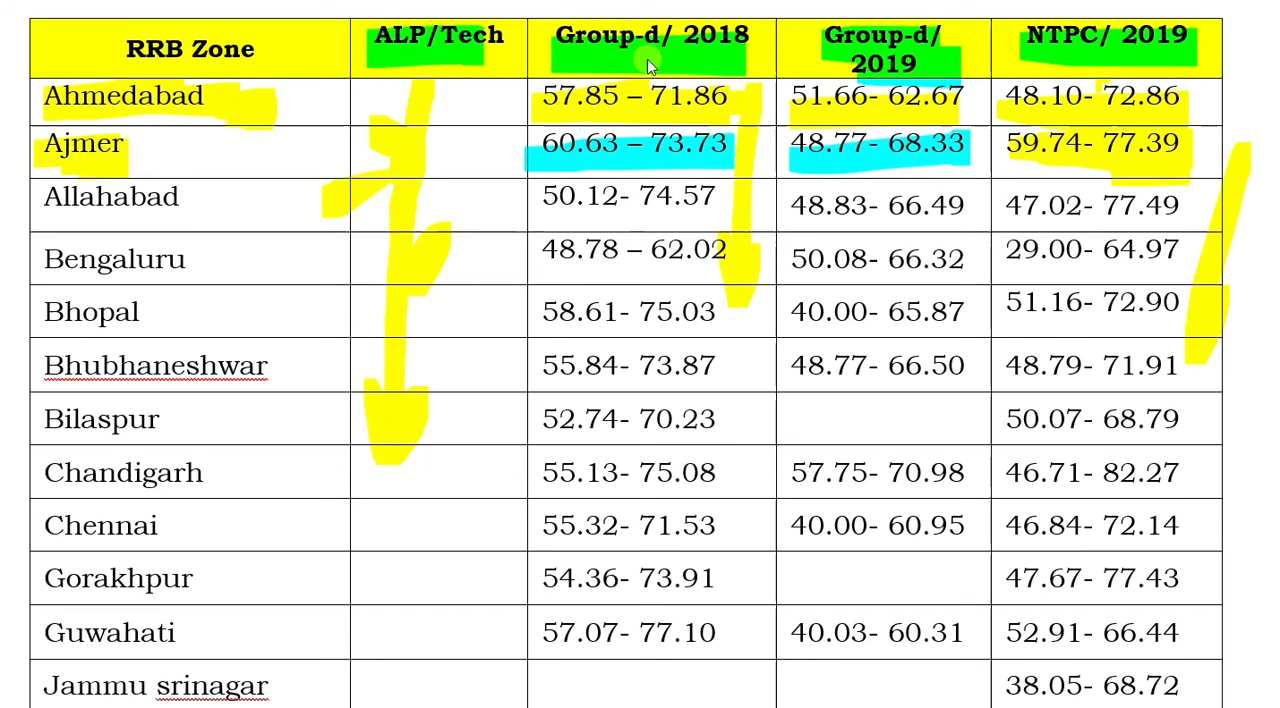 RRB Zone ALP/Tech Group-d/ 2018 Group-d/ 2019 NTPC/ 2019
Ahmedabad 57.85 – 71.86 51.66- 62.67 48.10- 72.86
Ajmer 60.63 – 73.73 48.77- 68.33 59.74- 77.39
Allahabad 50.12- 74.57 48.83- 66.49 47.02- 77.49
Bengaluru 48.78 – 62.02 50.08- 66.32 29.00- 64.97
Bhopal 58.61- 75.03 40.00- 65.87 51.16- 72.90
Bhubhaneshwar 55.84- 73.87 48.77- 66.50 48.79- 71.91
Bilaspur 52.74- 70.23 50.07- 68.79
Chandigarh 55.13- 75.08 57.75- 70.98 46.71- 82.27
Chennai 55.32- 71.53 40.00- 60.95 46.84- 72.14
Gorakhpur 54.36- 73.91 47.67- 77.43
Guwahati 57.07- 77.10 40.03- 60.31 52.91- 66.44
Jammu srinagar 38.05- 68.72